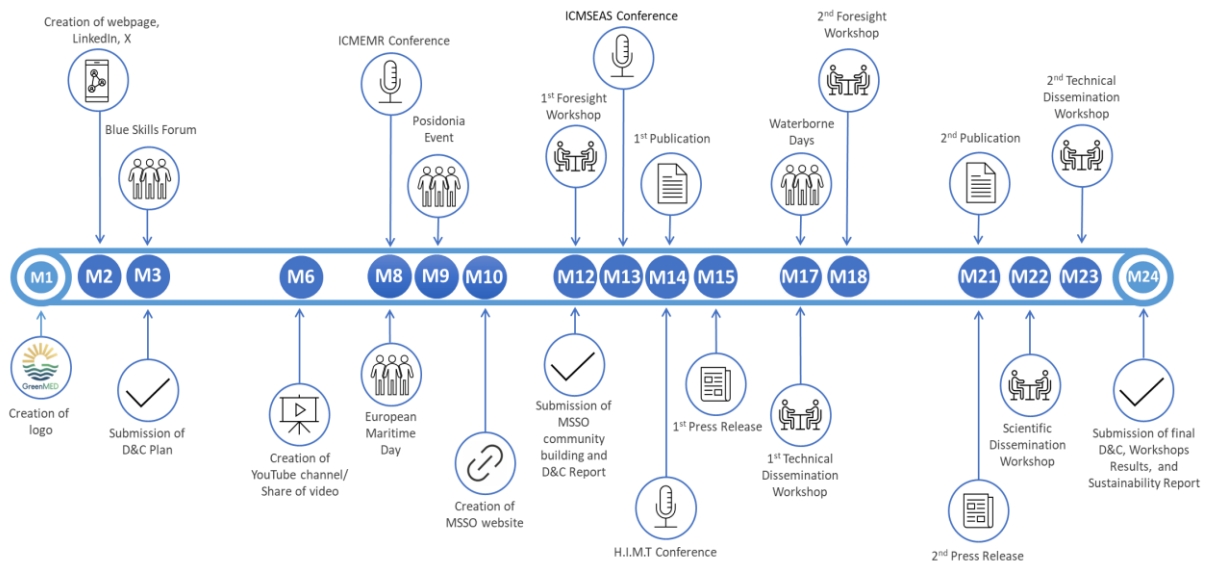 Creation of webpage,
LinkedIn, X
Blue Skills Forum
ICMEMR Conference
Posidonia
Event
1st Foresight
Workshop
ICMSEAS Conference
1st Publication
Waterborne
Days
2nd Foresight
Workshop
2nd Publication
2nd Technical
Dissemination
Workshop
M1
M2
M3
M6
M8
M9
M10
M12
M13
M14
M15
M17
M18
M21
M22
M23
M24
GreenMED
Creation of
logo
Submission of
D&C Plan
Creation of
YouTube channel/
Share of video
European
Maritime
Day
Creation of
MSSO website
Submission of
MSSO
community
building and
D&C Report
H.I.M.T Conference
1st Press Release
1st Technical
Dissemination
Workshop
2nd Press Release
Scientific
Dissemination
Workshop
Submission of final
D&C, Workshops
Results, and
Sustainability Report